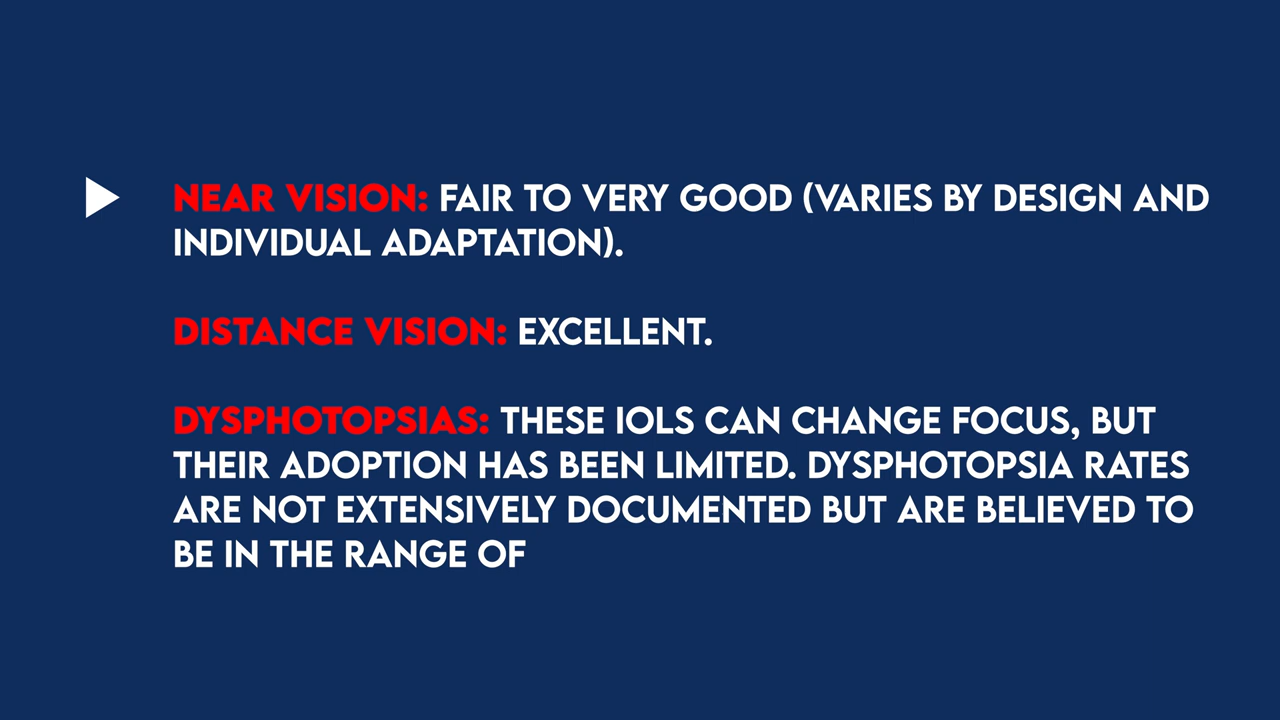 NEAR VISION: FAIR TO VERY GOOD (VARIES BY DESIGN AND
INDIVIDUAL ADAPTATION).
DISTANCE VISION: EXCELLENT.
DYSPHOTOPSIAS: THESE IOLS CAN CHANGE FOCUS, BUT
THEIR ADOPTION HAS BEEN LIMITED. DYSPHOTOPSIA RATES
ARE NOT EXTENSIVELY DOCUMENTED BUT ARE BELIEVED TO
BE IN THE RANGE OF